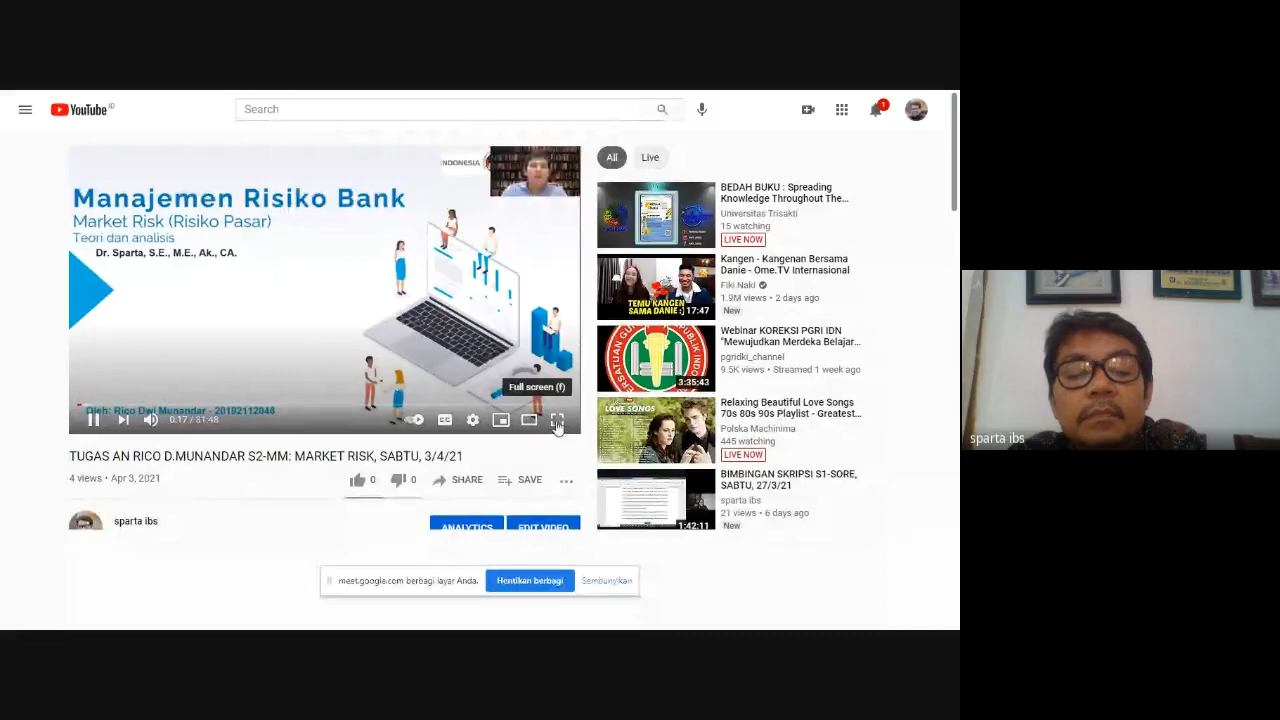 YouTube ID
Search
1
INDONESIA
Manajemen Risiko Bank
Market Risk (Risiko Pasar)
Teori dan analisis
Dr. Sparta, S.E., M.E., Ak., CA.
Full screen (f)
Oleh: Rico Dwi Munandar - 20192112048
0:17 / 31:48
CC
TUGAS AN RICO D.MUNANDAR S2-MM: MARKET RISK, SABTU, 3/4/21
4 views • Apr 3, 2021
0
0
SHARE
SAVE
sparta ibs
ANALYTICS
EDIT VIDEO
All
Live
BEDAH BUKU : Spreading
Knowledge Throughout The...
Universitas Trisakti
15 watching
LIVE NOW
TEMU KANGEN
SAMA DANIE :)
17:47
Kangen - Kangenan Bersama
Danie - Ome.TV Internasional
Fiki Naki
1.9M views • 2 days ago
New
3:35:43
Webinar KOREKSI PGRI IDN
"Mewujudkan Merdeka Belajar...
pgridki_channel
9.5K views • Streamed 1 week ago
LOVE SONGS
Relaxing Beautiful Love Songs
70s 80s 90s Playlist - Greatest...
Polska Machinima
445 watching
LIVE NOW
1:42:11
BIMBINGAN SKRIPSI S1-SORE,
SABTU, 27/3/21
sparta ibs
21 views • 6 days ago
New
meet.google.com berbagi layar Anda.
Hentikan berbagi
Sembunyikan
sparta ibs